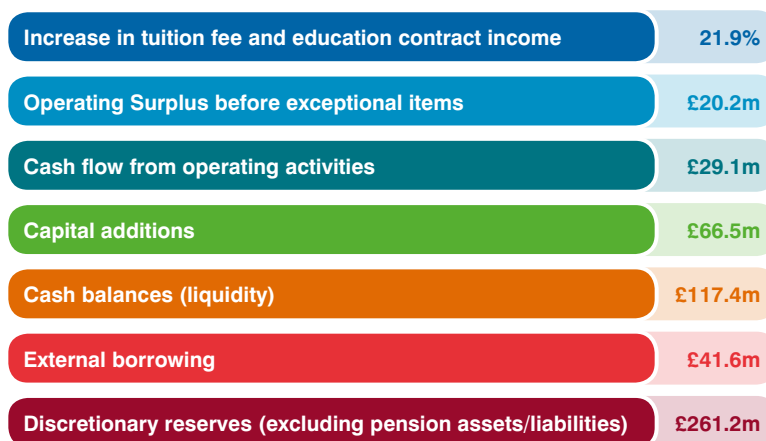 Increase in tuition fee and education contract income 21.9%
Operating Surplus before exceptional items £20.2m
Cash flow from operating activities £29.1m
Capital additions £66.5m
Cash balances (liquidity) £117.4m
External borrowing £41.6m
Discretionary reserves (excluding pension assets/liabilities) £261.2m